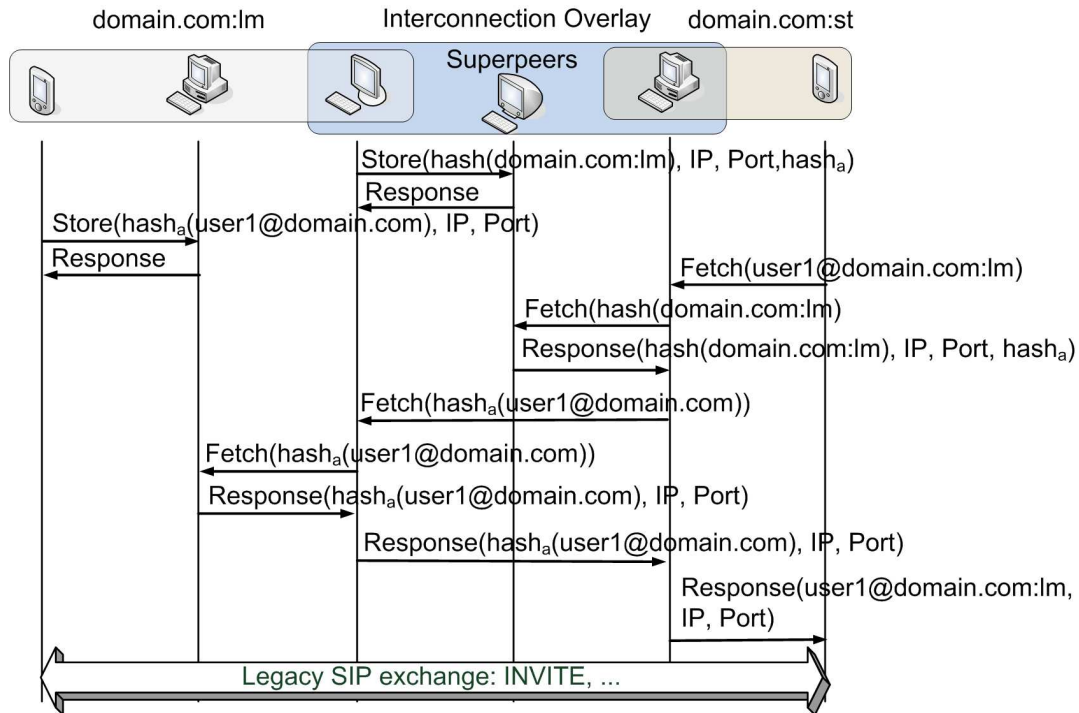 domain.com:lm
Interconnection Overlay
domain.com:st
Superpeers
Store(hash(domain.com:lm), IP, Port,hashₐ)
Response
Store(hashₐ(user1@domain.com), IP, Port)
Response
Fetch(user1@domain.com:lm)
Fetch(hash(domain.com:lm)
Response(hash(domain.com:lm), IP, Port, hashₐ)
Fetch(hashₐ(user1@domain.com))
Fetch(hashₐ(user1@domain.com))
Response(hashₐ(user1@domain.com), IP, Port)
Response(hashₐ(user1@domain.com), IP, Port)
Response(user1@domain.com:lm,
IP, Port)
Legacy SIP exchange: INVITE, ...